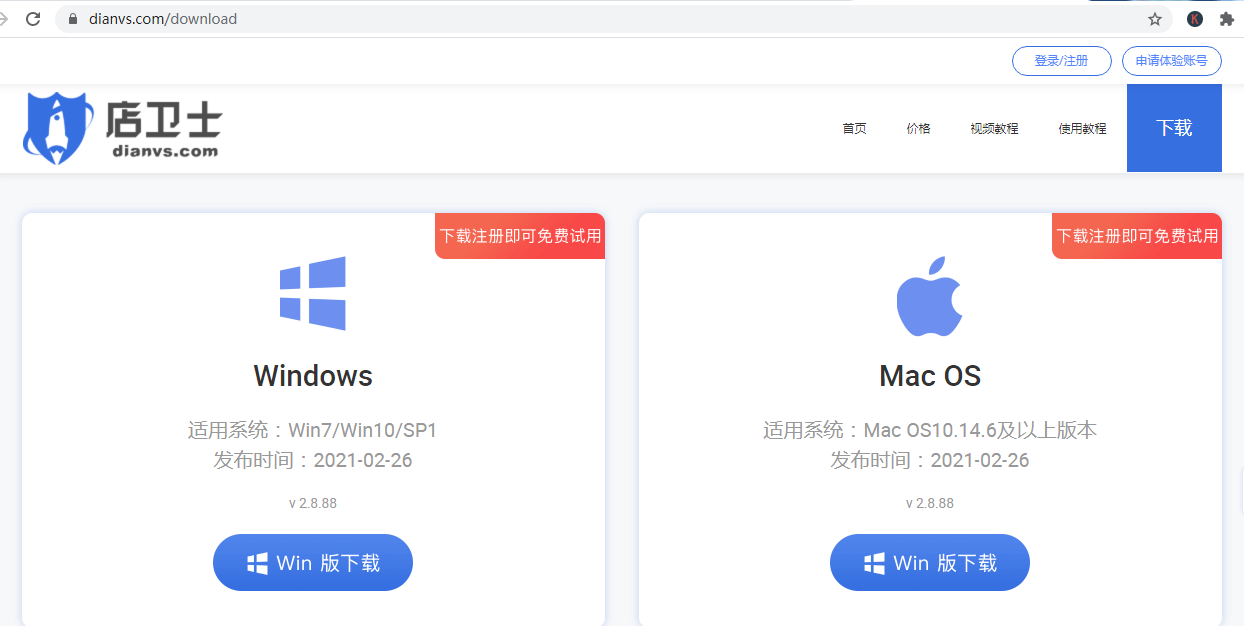 dianvs.com/download
K
登录/注册
申请体验账号
店卫士
dianvs.com
首页
价格
视频教程
使用教程
下载
下载注册即可免费试用
Windows
适用系统：Win7/Win10/SP1
发布时间：2021-02-26
v 2.8.88
Win 版下载
下载注册即可免费试用
Mac OS
适用系统：Mac OS10.14.6及以上版本
发布时间：2021-02-26
v 2.8.88
Win 版下载